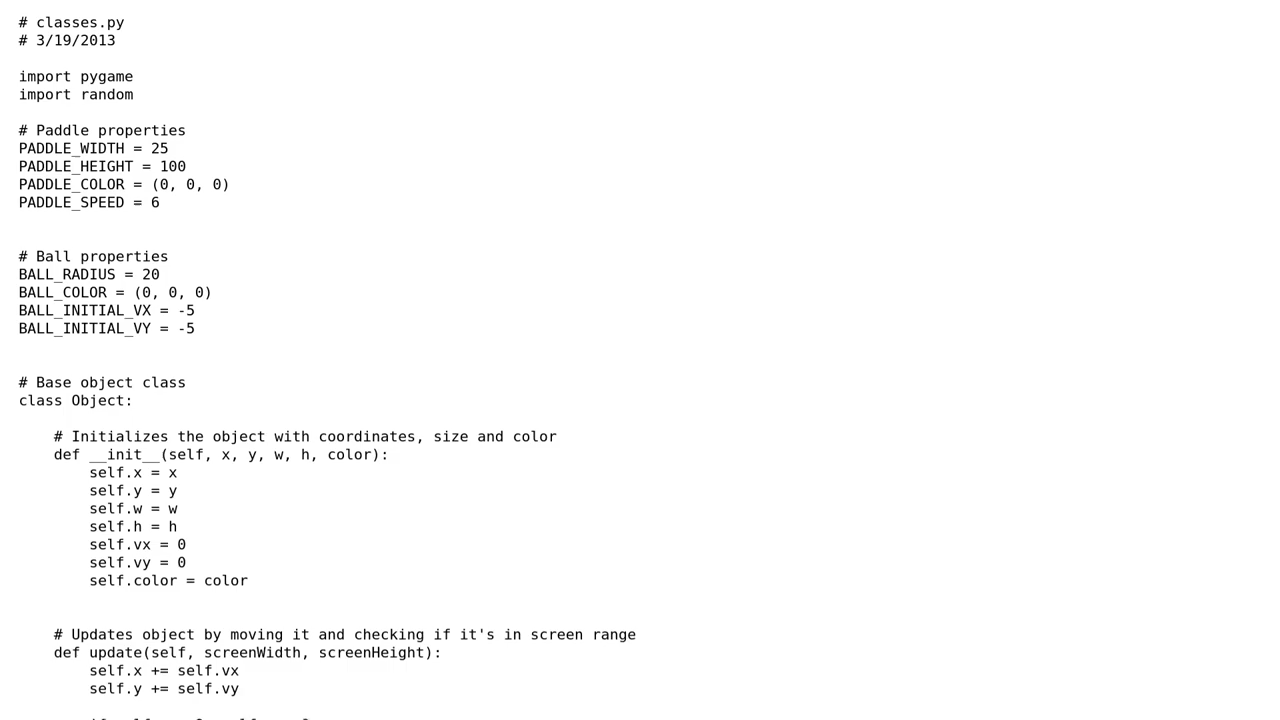 # classes.py
# 3/19/2013

import pygame
import random

# Paddle properties
PADDLE_WIDTH = 25
PADDLE_HEIGHT = 100
PADDLE_COLOR = (0, 0, 0)
PADDLE_SPEED = 6


# Ball properties
BALL_RADIUS = 20
BALL_COLOR = (0, 0, 0)
BALL_INITIAL_VX = -5
BALL_INITIAL_VY = -5


# Base object class
class Object:

    # Initializes the object with coordinates, size and color
    def __init__(self, x, y, w, h, color):
        self.x = x
        self.y = y
        self.w = w
        self.h = h
        self.vx = 0
        self.vy = 0
        self.color = color


    # Updates object by moving it and checking if it's in screen range
    def update(self, screenWidth, screenHeight):
        self.x += self.vx
        self.y += self.vy